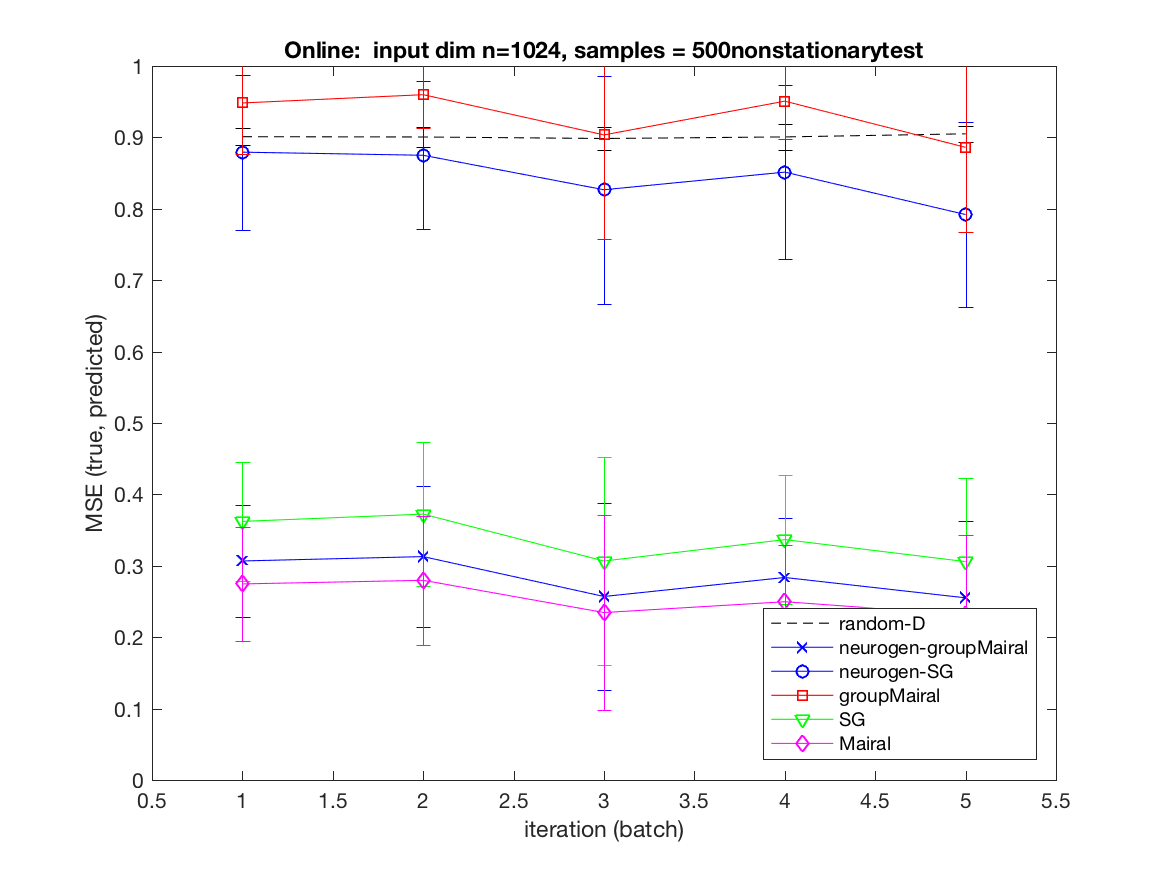 Online:  input dim n=1024, samples = 500nonstationarytest
MSE (true, predicted)
1
0.9
0.8
0.7
0.6
0.5
0.4
0.3
0.2
0.1
0
random-D
neurogen-groupMairal
neurogen-SG
groupMairal
SG
Mairal
0.5 1 1.5 2 2.5 3 3.5 4 4.5 5 5.5
iteration (batch)